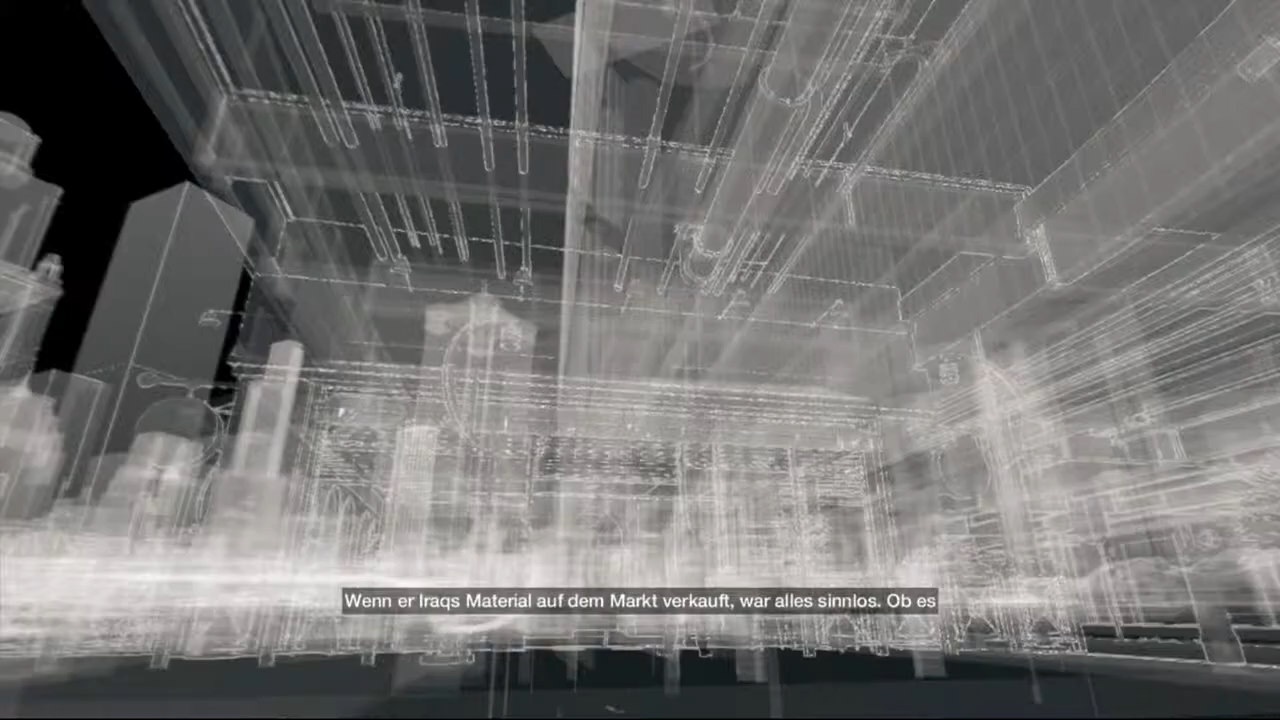 Wenn er Iraqs Material auf dem Markt verkauft, war alles sinnlos. Ob es